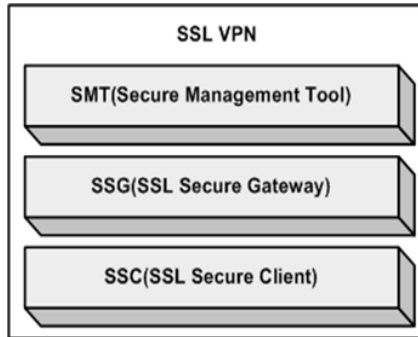 SSL VPN
SMT(Secure Management Tool)
SSG(SSL Secure Gateway)
SSC(SSL Secure Client)